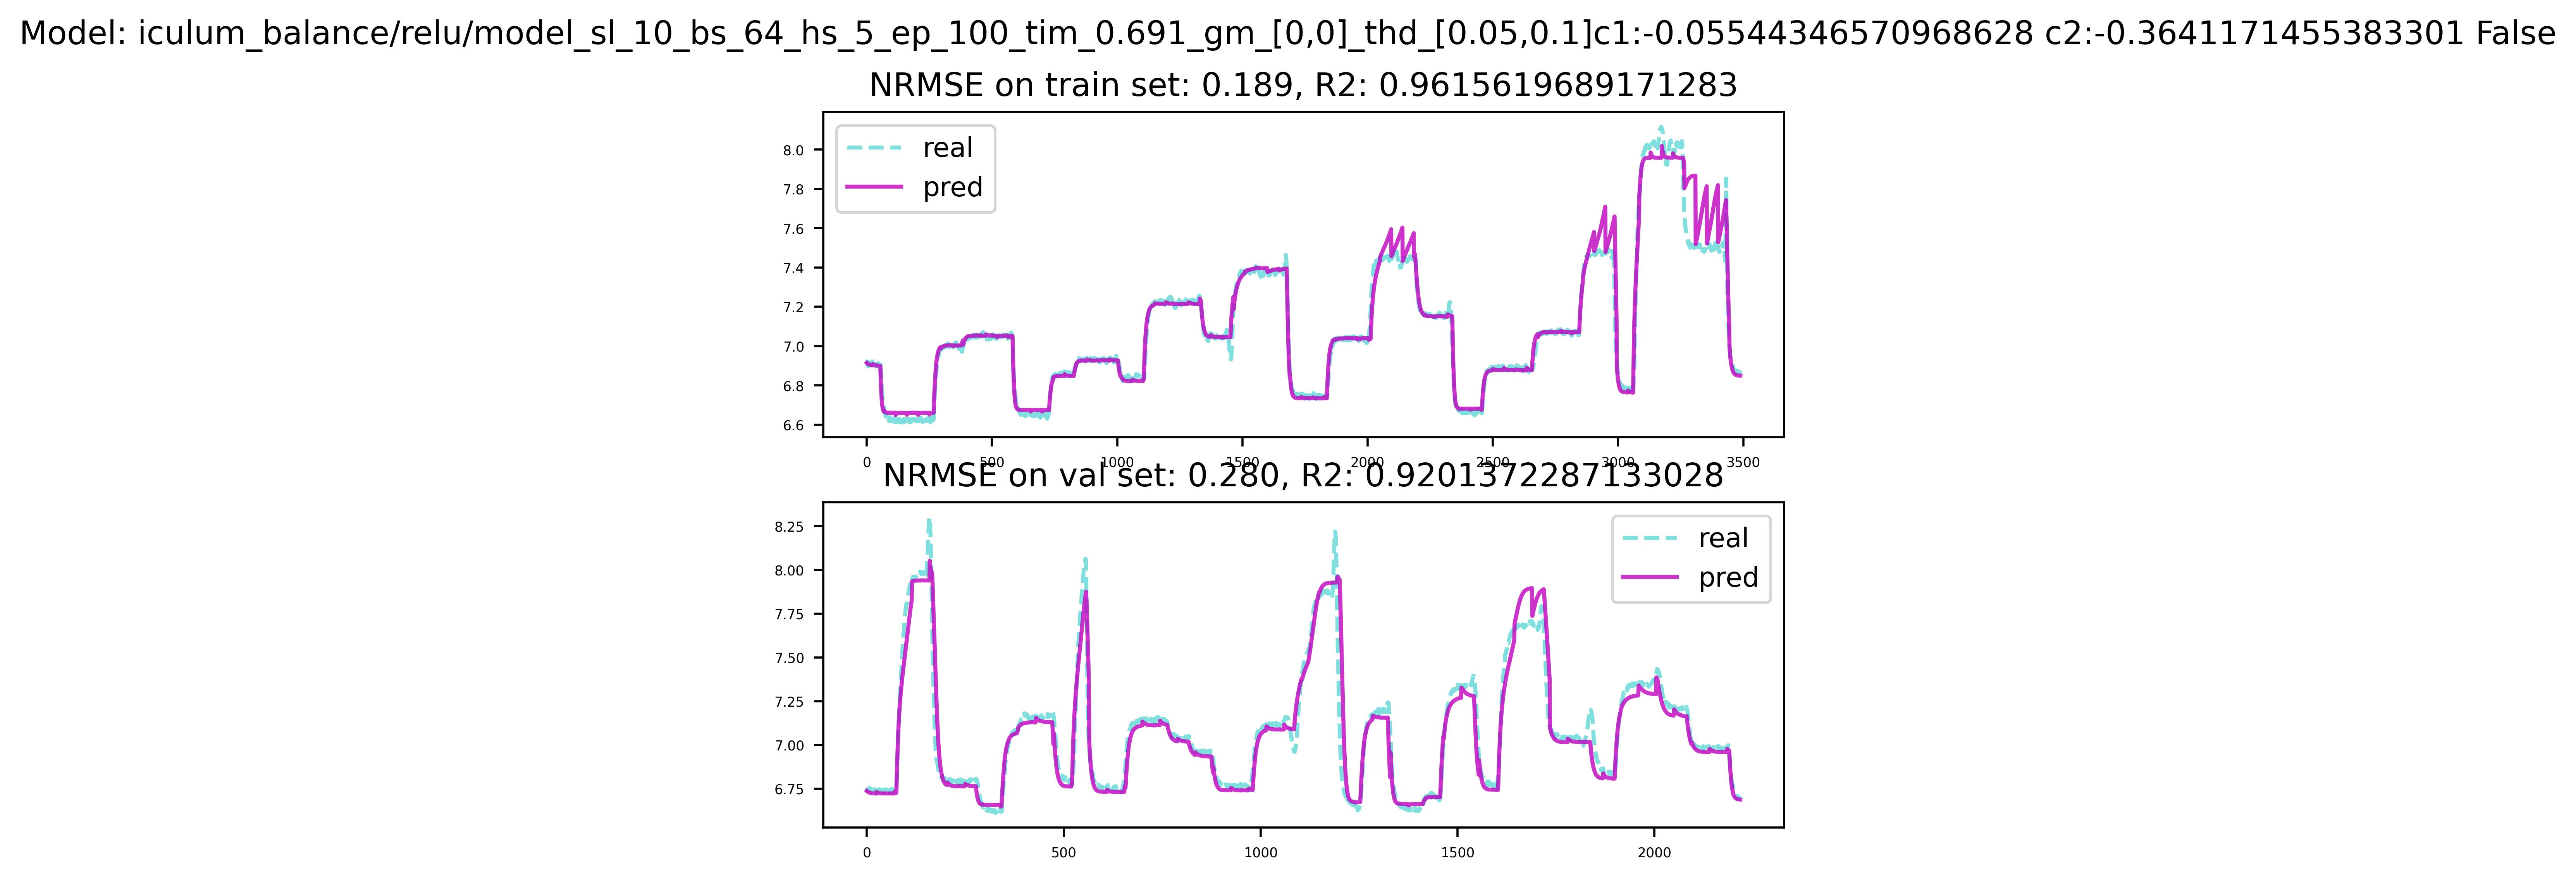 Model: iculum_balance/relu/model_sl_10_bs_64_hs_5_ep_100_tim_0.691_gm_[0,0]_thd_[0.05,0.1]c1:-0.05544346570968628 c2:-0.36411171455383301 False
NRMSE on train set: 0.189, R2: 0.9615619689171283
real
pred
8.0
7.8
7.6
7.4
7.2
7.0
6.8
6.6
0 500 1000 1500 2000 2500 3000 3500
NRMSE on val set: 0.280, R2: 0.9201372287133028
real
pred
8.25
8.00
7.75
7.50
7.25
7.00
6.75
0 500 1000 1500 2000